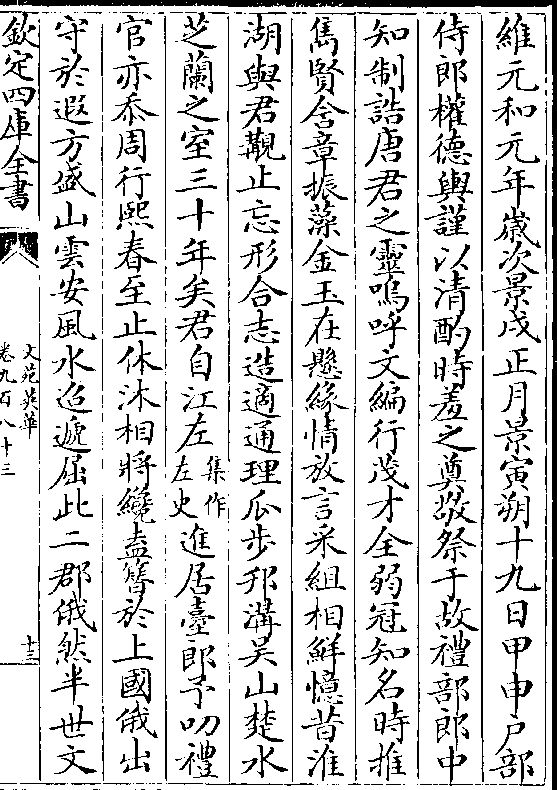 維元和元年歲次景戌正月景寅朔十九日甲申戶部
侍郎權德輿謹以清酌時羞之奠敬祭于故禮部郎中
知制誥唐君之靈嗚呼文編行茂才全弱冠知名時推
雋賢含章振藻金玉在懸緣情放言采組相鮮憶昔淮
湖與君覯止忘形合志造適通理瓜步邗溝吳山楚水
芝蘭之室三十年矣君自江左集作左史進居臺郎予叨禮
官亦忝周行熙春至止休沐相將纔盍簪於上國俄出
守於遐方盛山雲安風水迢遞屈此二郡俄然半世文
欽定四庫全書
文苑英華
卷九百八十三
十三